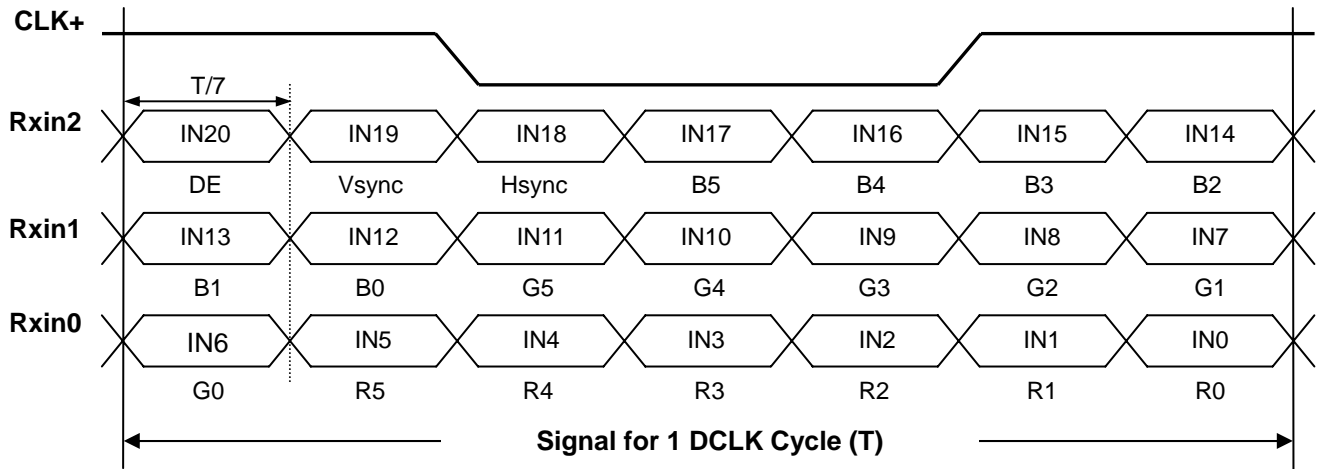 CLK+
T/7
Rxin2 IN20 IN19 IN18 IN17 IN16 IN15 IN14
DE Vsync Hsync B5 B4 B3 B2
Rxin1 IN13 IN12 IN11 IN10 IN9 IN8 IN7
B1 B0 G5 G4 G3 G2 G1
Rxin0 IN6 IN5 IN4 IN3 IN2 IN1 IN0
G0 R5 R4 R3 R2 R1 R0
Signal for 1 DCLK Cycle (T)